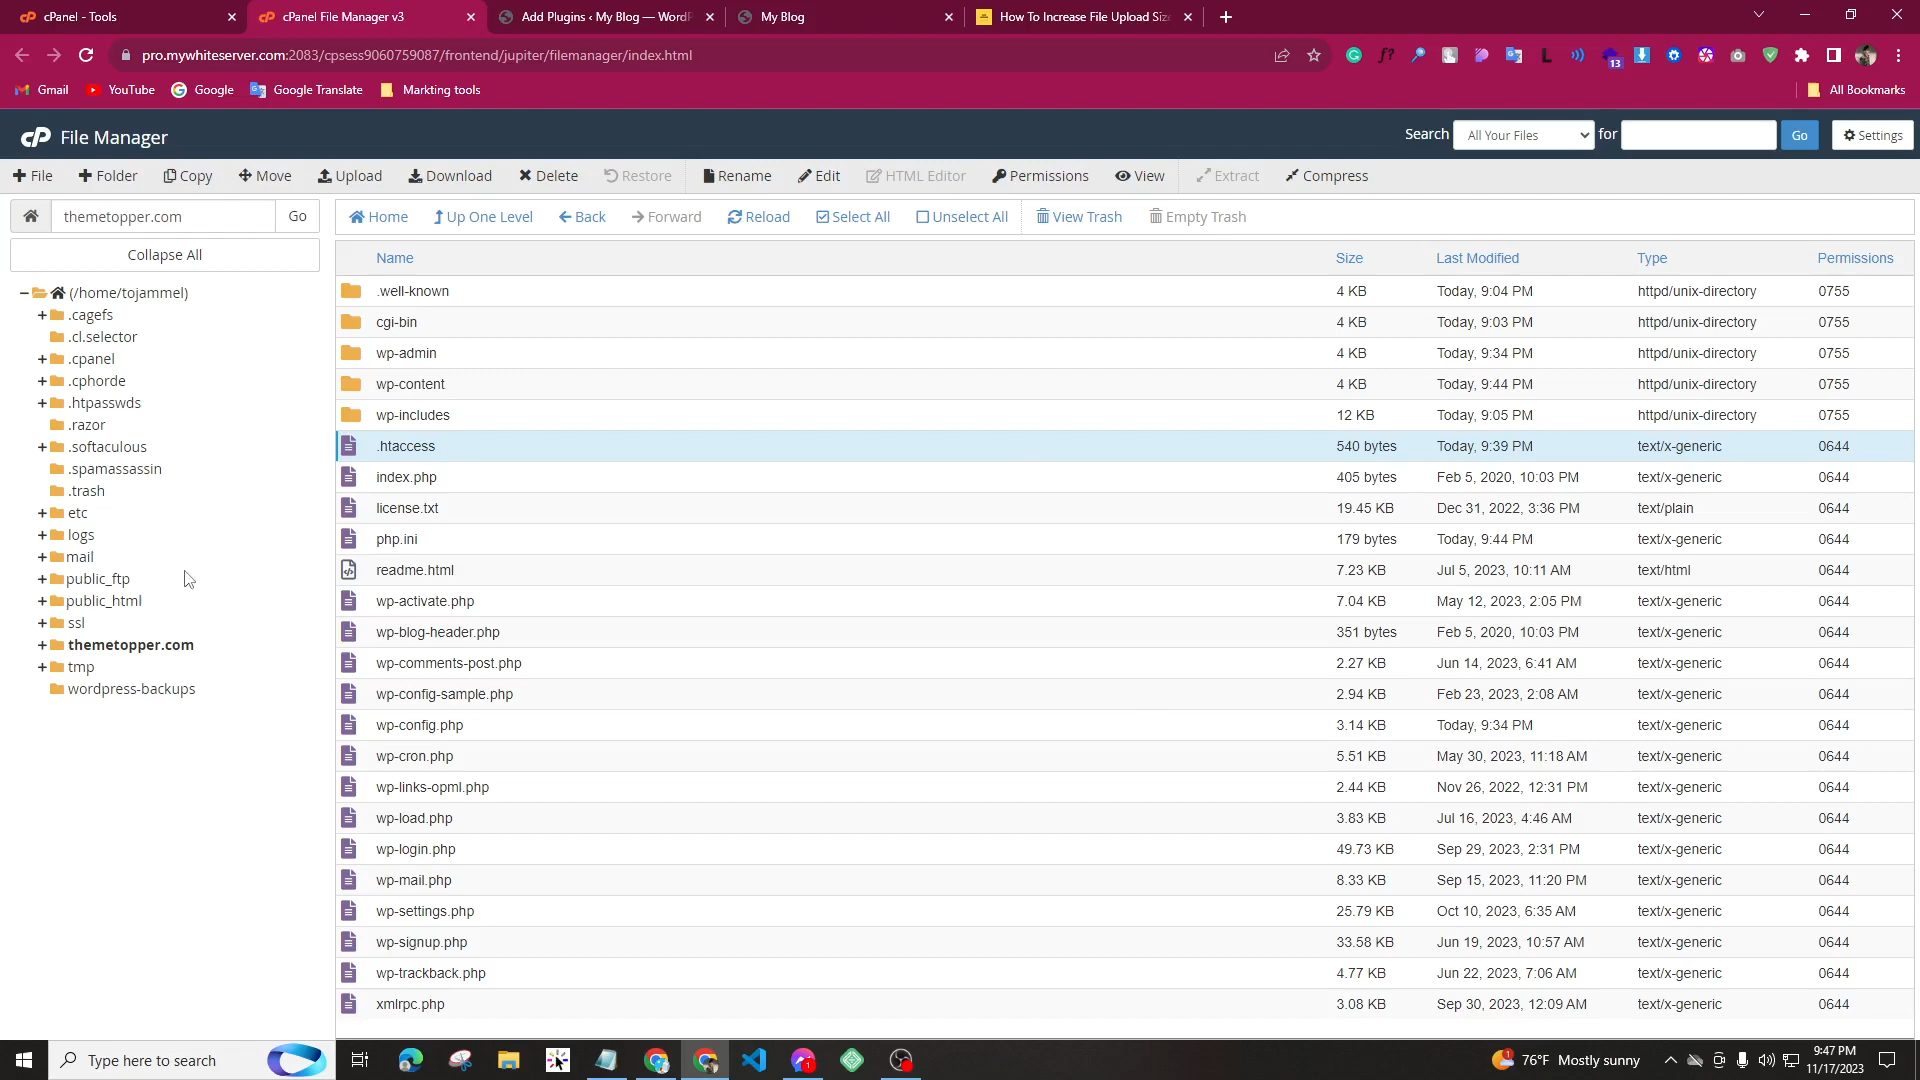 cPanel - Tools
cPanel File Manager v3
Add Plugins ‹ My Blog — WordP
My Blog
How To Increase File Upload Siz
pro.mywhiteserver.com:2083/cpsess9060759087/frontend/jupiter/filemanager/index.html
13
Gmail
YouTube
Google
Google Translate
Markting tools
All Bookmarks
cP File Manager
Search
All Your Files
for
Go
Settings
File
Folder
Copy
Move
Upload
Download
Delete
Restore
Rename
Edit
HTML Editor
Permissions
View
Extract
Compress
themetopper.com
Go
Home
Up One Level
Back
Forward
Reload
Select All
Unselect All
View Trash
Empty Trash
Collapse All
(/home/tojammel)
.cagefs
.cl.selector
.cpanel
.cphorde
.htpasswds
.razor
.softaculous
.spamassassin
.trash
etc
logs
mail
public_ftp
public_html
ssl
themetopper.com
tmp
wordpress-backups
Name Size Last Modified Type Permissions
.well-known 4 KB Today, 9:04 PM httpd/unix-directory 0755
cgi-bin 4 KB Today, 9:03 PM httpd/unix-directory 0755
wp-admin 4 KB Today, 9:34 PM httpd/unix-directory 0755
wp-content 4 KB Today, 9:44 PM httpd/unix-directory 0755
wp-includes 12 KB Today, 9:05 PM httpd/unix-directory 0755
.htaccess 540 bytes Today, 9:39 PM text/x-generic 0644
index.php 405 bytes Feb 5, 2020, 10:03 PM text/x-generic 0644
license.txt 19.45 KB Dec 31, 2022, 3:36 PM text/plain 0644
php.ini 179 bytes Today, 9:44 PM text/x-generic 0644
readme.html 7.23 KB Jul 5, 2023, 10:11 AM text/html 0644
wp-activate.php 7.04 KB May 12, 2023, 2:05 PM text/x-generic 0644
wp-blog-header.php 351 bytes Feb 5, 2020, 10:03 PM text/x-generic 0644
wp-comments-post.php 2.27 KB Jun 14, 2023, 6:41 AM text/x-generic 0644
wp-config-sample.php 2.94 KB Feb 23, 2023, 2:08 AM text/x-generic 0644
wp-config.php 3.14 KB Today, 9:34 PM text/x-generic 0644
wp-cron.php 5.51 KB May 30, 2023, 11:18 AM text/x-generic 0644
wp-links-opml.php 2.44 KB Nov 26, 2022, 12:31 PM text/x-generic 0644
wp-load.php 3.83 KB Jul 16, 2023, 4:46 AM text/x-generic 0644
wp-login.php 49.73 KB Sep 29, 2023, 2:31 PM text/x-generic 0644
wp-mail.php 8.33 KB Sep 15, 2023, 11:20 PM text/x-generic 0644
wp-settings.php 25.79 KB Oct 10, 2023, 6:35 AM text/x-generic 0644
wp-signup.php 33.58 KB Jun 19, 2023, 10:57 AM text/x-generic 0644
wp-trackback.php 4.77 KB Jun 22, 2023, 7:06 AM text/x-generic 0644
xmlrpc.php 3.08 KB Sep 30, 2023, 12:09 AM text/x-generic 0644
Type here to search
76°F Mostly sunny
9:47 PM
11/17/2023